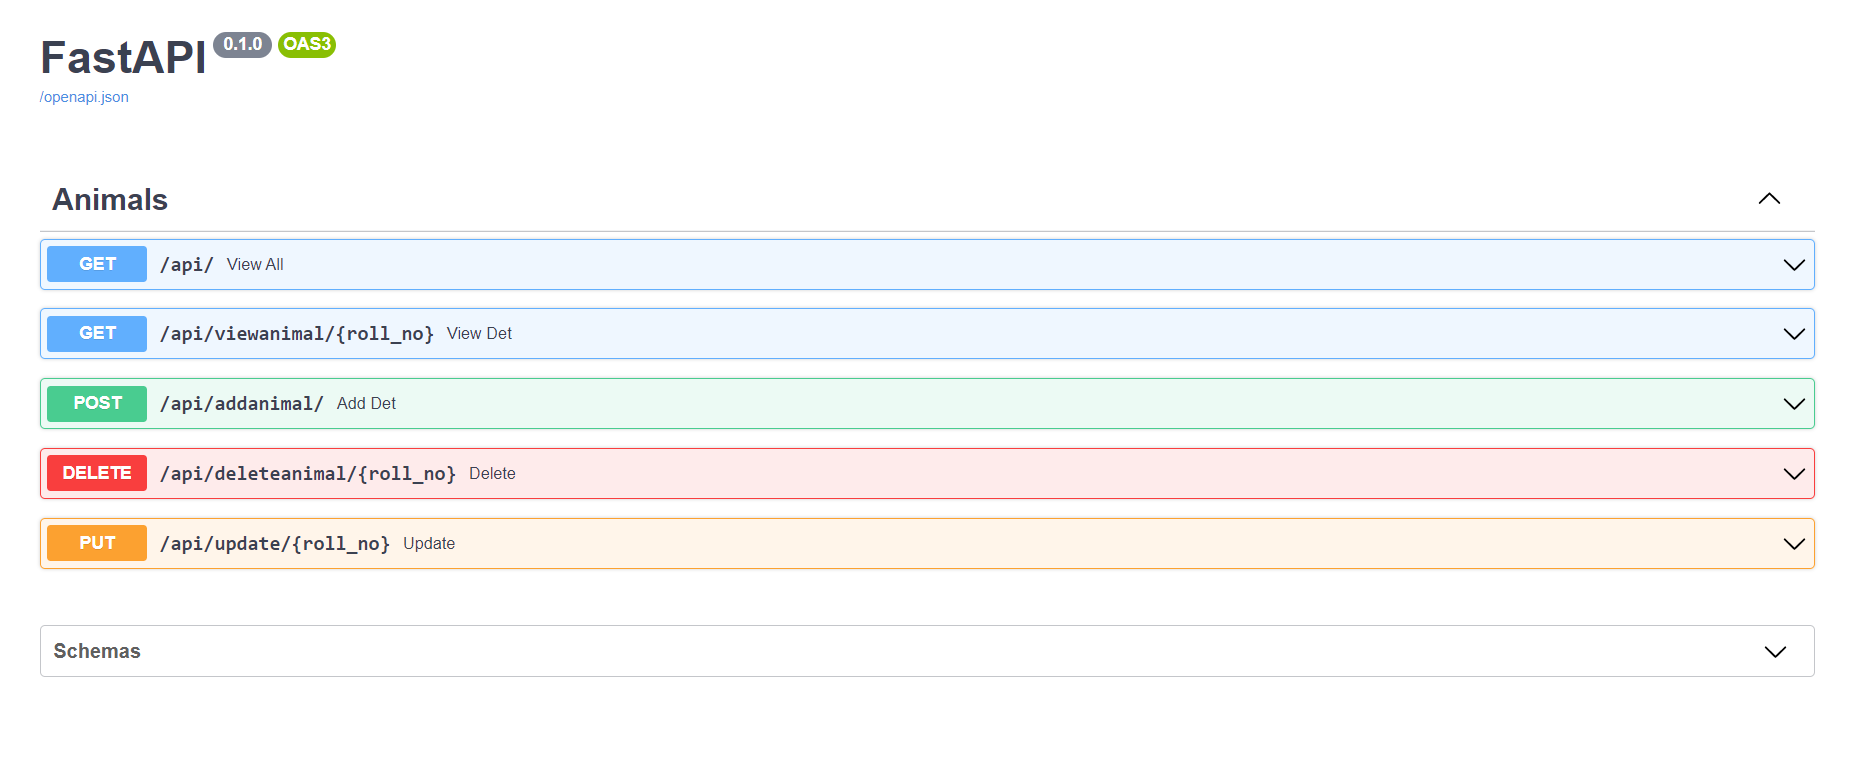 FastAPI 0.1.0 OAS3
/openapi.json
Animals
GET /api/ View All
GET /api/viewanimal/{roll_no} View Det
POST /api/addanimal/ Add Det
DELETE /api/deleteanimal/{roll_no} Delete
PUT /api/update/{roll_no} Update
Schemas